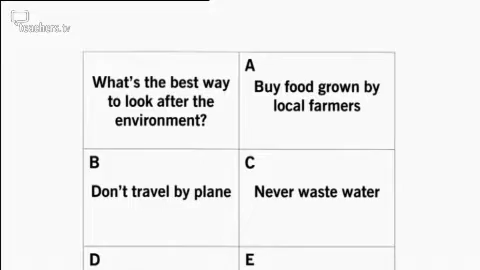 Teachers.tv
What's the best way
to look after the
environment?
A
Buy food grown by
local farmers
B
Don't travel by plane
C
Never waste water
D
E